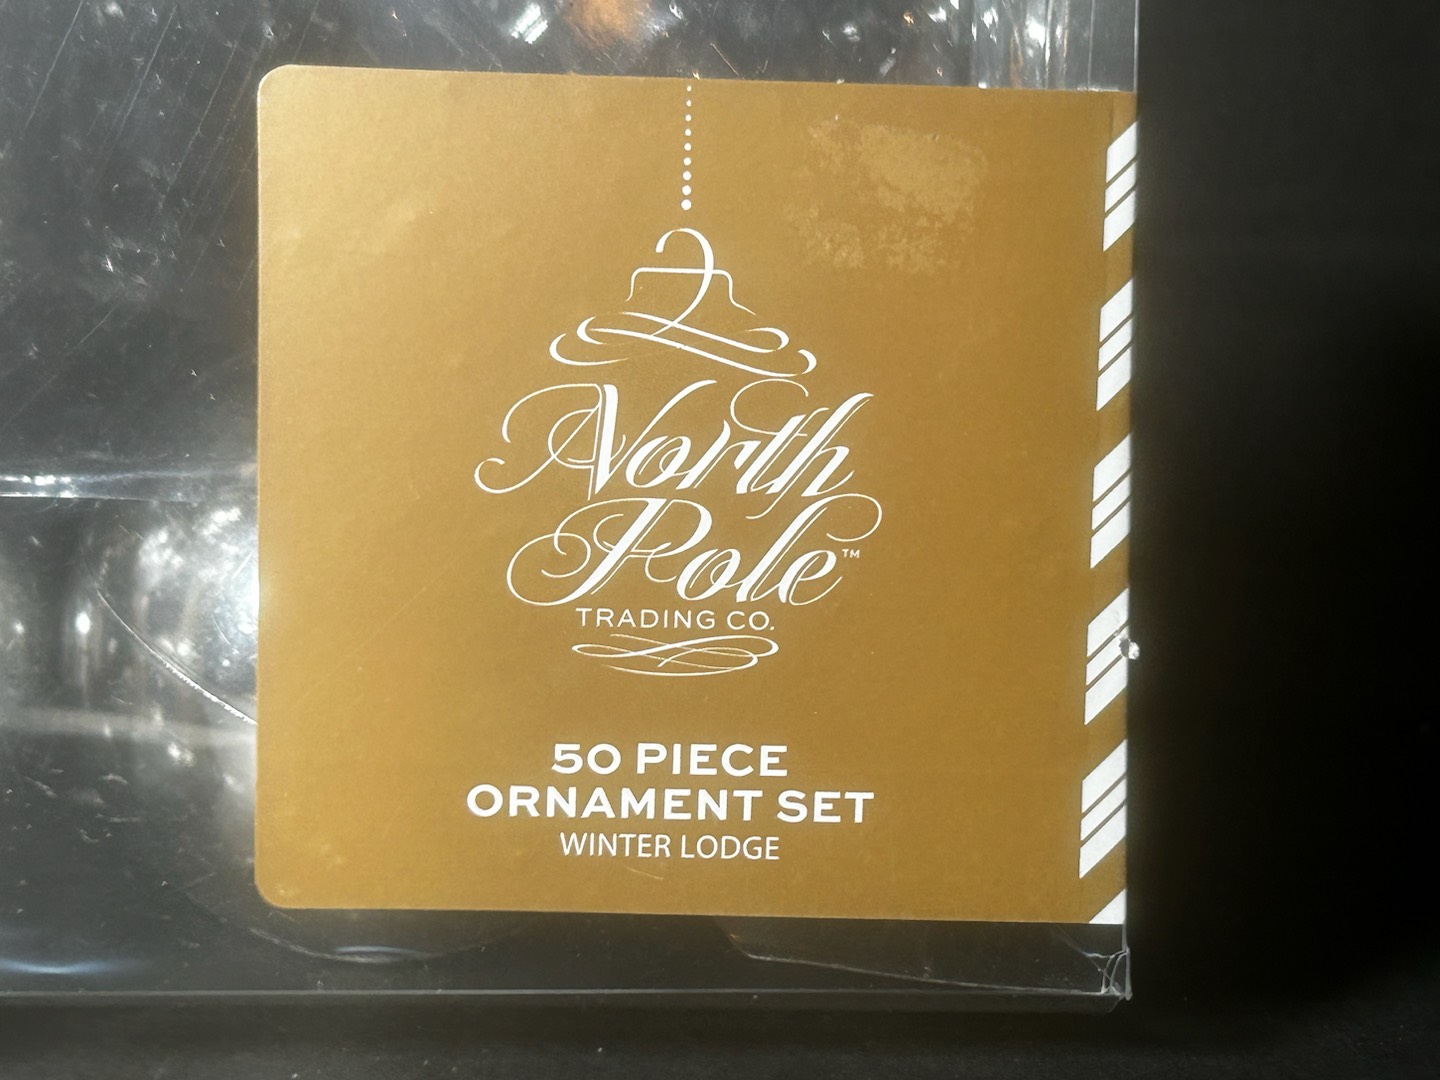 North
Pole™
TRADING CO.
50 PIECE
ORNAMENT SET
WINTER LODGE